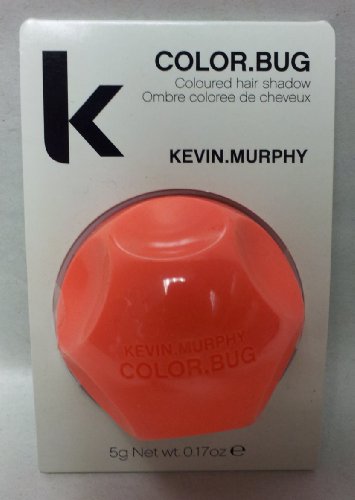 k
COLOR.BUG
Coloured hair shadow
Ombre coloree de cheveux
KEVIN.MURPHY
KEVIN.MURPHY
COLOR.BUG
5g Net wt. 0.17oz ℮